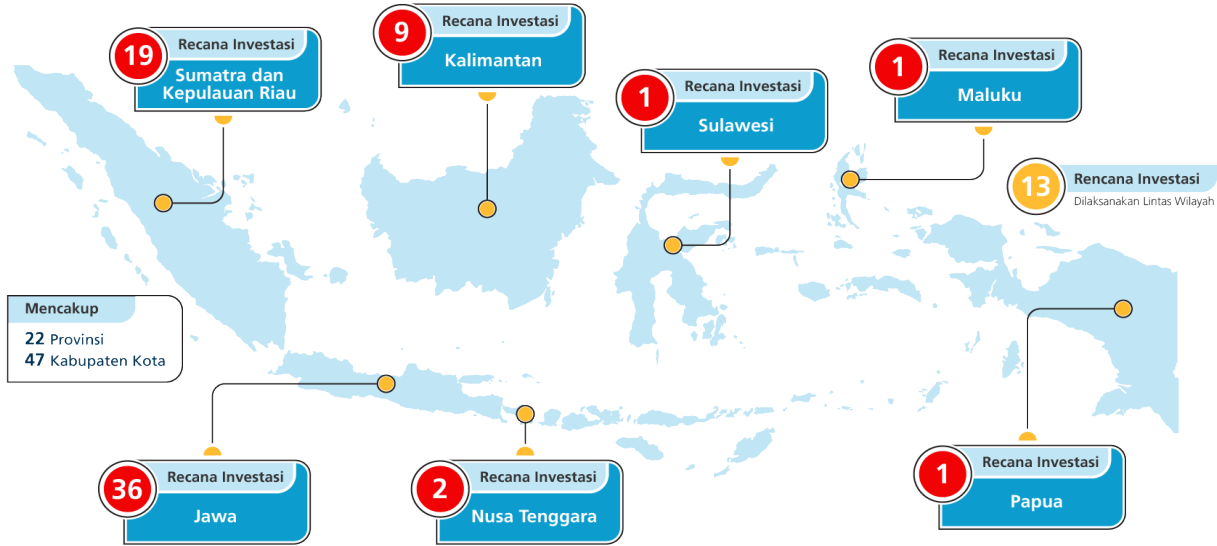 19
Recana Investasi
Sumatra dan
Kepulauan Riau
9
Recana Investasi
Kalimantan
1
Recana Investasi
Sulawesi
1
Recana Investasi
Maluku
13
Rencana Investasi
Dilaksanakan Lintas Wilayah
Mencakup
22 Provinsi
47 Kabupaten Kota
36
Recana Investasi
Jawa
2
Recana Investasi
Nusa Tenggara
1
Recana Investasi
Papua